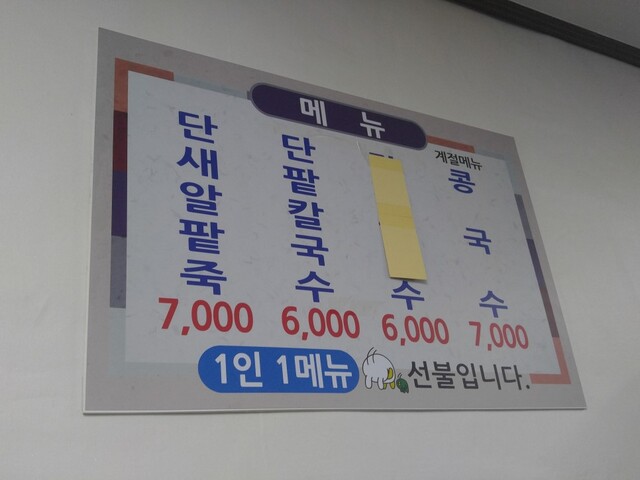 메뉴
단새알팥죽
단팥칼국수
수
계절메뉴
콩국수
7,000
6,000
6,000
7,000
1인 1메뉴
선불입니다.